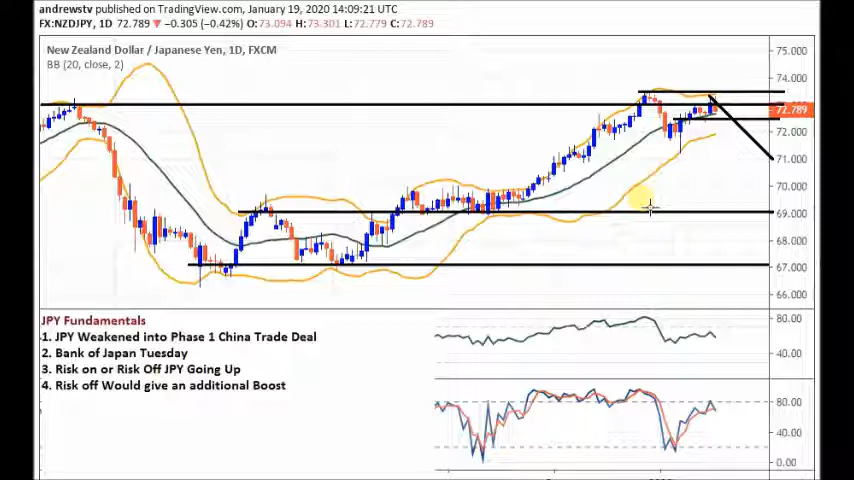 andrewstv published on TradingView.com, January 19, 2020 14:09:21 UTC
FX:NZDJPY, 1D 72.789 ▼ −0.305 (−0.42%) O:73.094 H:73.301 L:72.779 C:72.789
New Zealand Dollar / Japanese Yen, 1D, FXCM
BB (20, close, 2)
75.000
74.000
72.789
72.000
71.000
70.000
69.000
68.000
67.000
66.000
JPY Fundamentals
1. JPY Weakened into Phase 1 China Trade Deal
2. Bank of Japan Tuesday
3. Risk on or Risk Off JPY Going Up
4. Risk off Would give an additional Boost
80.00
40.00
80.00
40.00
0.00